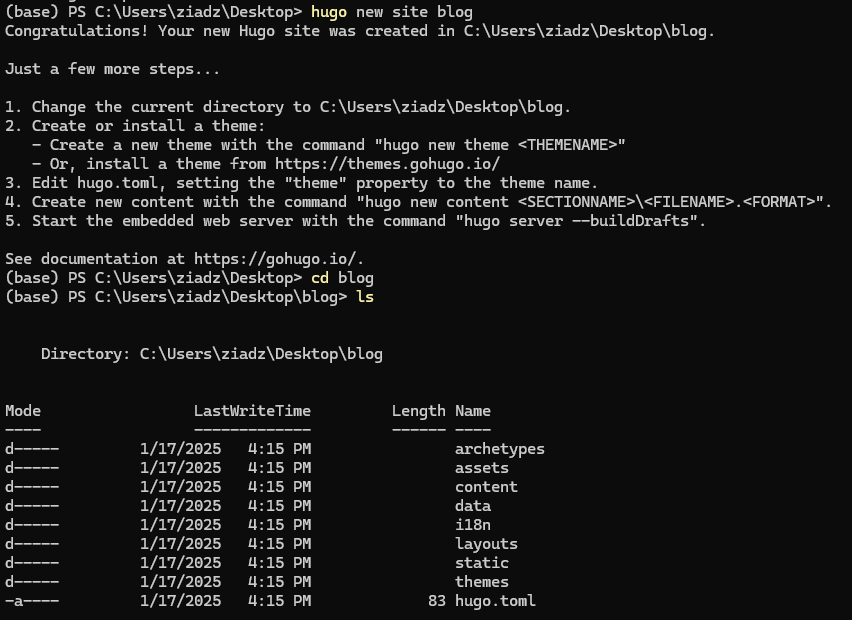 (base) PS C:\Users\ziadz\Desktop> hugo new site blog
Congratulations! Your new Hugo site was created in C:\Users\ziadz\Desktop\blog.
Just a few more steps...
1. Change the current directory to C:\Users\ziadz\Desktop\blog.
2. Create or install a theme:
   - Create a new theme with the command "hugo new theme <THEMENAME>"
   - Or, install a theme from https://themes.gohugo.io/
3. Edit hugo.toml, setting the "theme" property to the theme name.
4. Create new content with the command "hugo new content <SECTIONNAME>\<FILENAME>.<FORMAT>".
5. Start the embedded web server with the command "hugo server --buildDrafts".
See documentation at https://gohugo.io/.
(base) PS C:\Users\ziadz\Desktop> cd blog
(base) PS C:\Users\ziadz\Desktop\blog> ls
    Directory: C:\Users\ziadz\Desktop\blog
Mode                 LastWriteTime         Length Name
----                 -------------         ------ ----
d-----         1/17/2025   4:15 PM                archetypes
d-----         1/17/2025   4:15 PM                assets
d-----         1/17/2025   4:15 PM                content
d-----         1/17/2025   4:15 PM                data
d-----         1/17/2025   4:15 PM                i18n
d-----         1/17/2025   4:15 PM                layouts
d-----         1/17/2025   4:15 PM                static
d-----         1/17/2025   4:15 PM                themes
-a----         1/17/2025   4:15 PM             83 hugo.toml